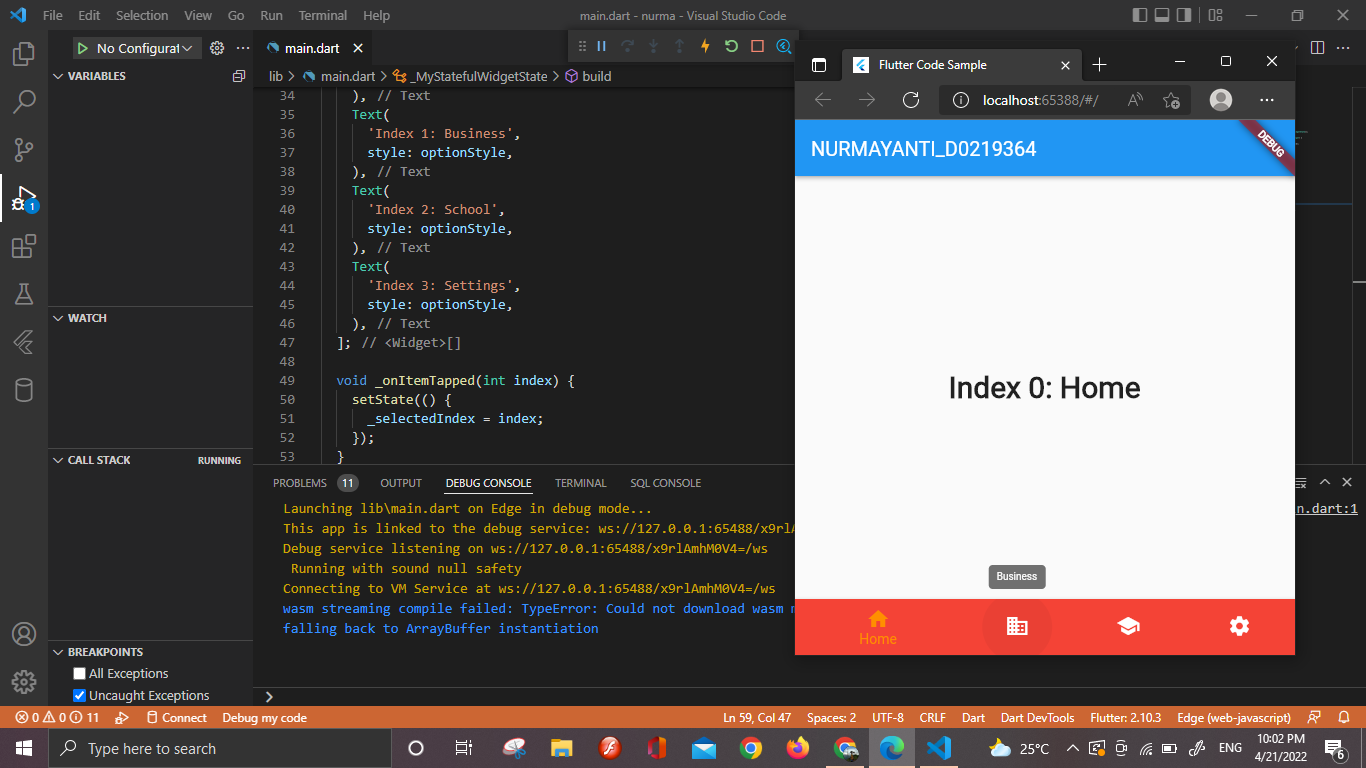 File Edit Selection View Go Run Terminal Help
main.dart - nurma - Visual Studio Code
No Configurat
main.dart
VARIABLES
lib > main.dart > _MyStatefulWidgetState > build
34 ), // Text
35 Text(
36 'Index 1: Business',
37 style: optionStyle,
38 ), // Text
39 Text(
40 'Index 2: School',
41 style: optionStyle,
42 ), // Text
43 Text(
44 'Index 3: Settings',
45 style: optionStyle,
46 ), // Text
47 ]; // <Widget>[]
48
49 void _onItemTapped(int index) {
50 setState(() {
51 _selectedIndex = index;
52 });
53 }
WATCH
CALL STACK
RUNNING
BREAKPOINTS
All Exceptions
Uncaught Exceptions
1
PROBLEMS 11 OUTPUT DEBUG CONSOLE TERMINAL SQL CONSOLE
Launching lib\main.dart on Edge in debug mode...
n.dart:1
This app is linked to the debug service: ws://127.0.0.1:65488/x9rlA
Debug service listening on ws://127.0.0.1:65488/x9rlAmhM0V4=/ws
Running with sound null safety
Connecting to VM Service at ws://127.0.0.1:65488/x9rlAmhM0V4=/ws
wasm streaming compile failed: TypeError: Could not download wasm m
falling back to ArrayBuffer instantiation
Flutter Code Sample
localhost:65388/#/
NURMAYANTI_D0219364
DEBUG
Index 0: Home
Business
Home
0 0 11 Connect Debug my code
Ln 59, Col 47 Spaces: 2 UTF-8 CRLF Dart Dart DevTools Flutter: 2.10.3 Edge (web-javascript)
Type here to search
25°C
ENG
10:02 PM
4/21/2022
6